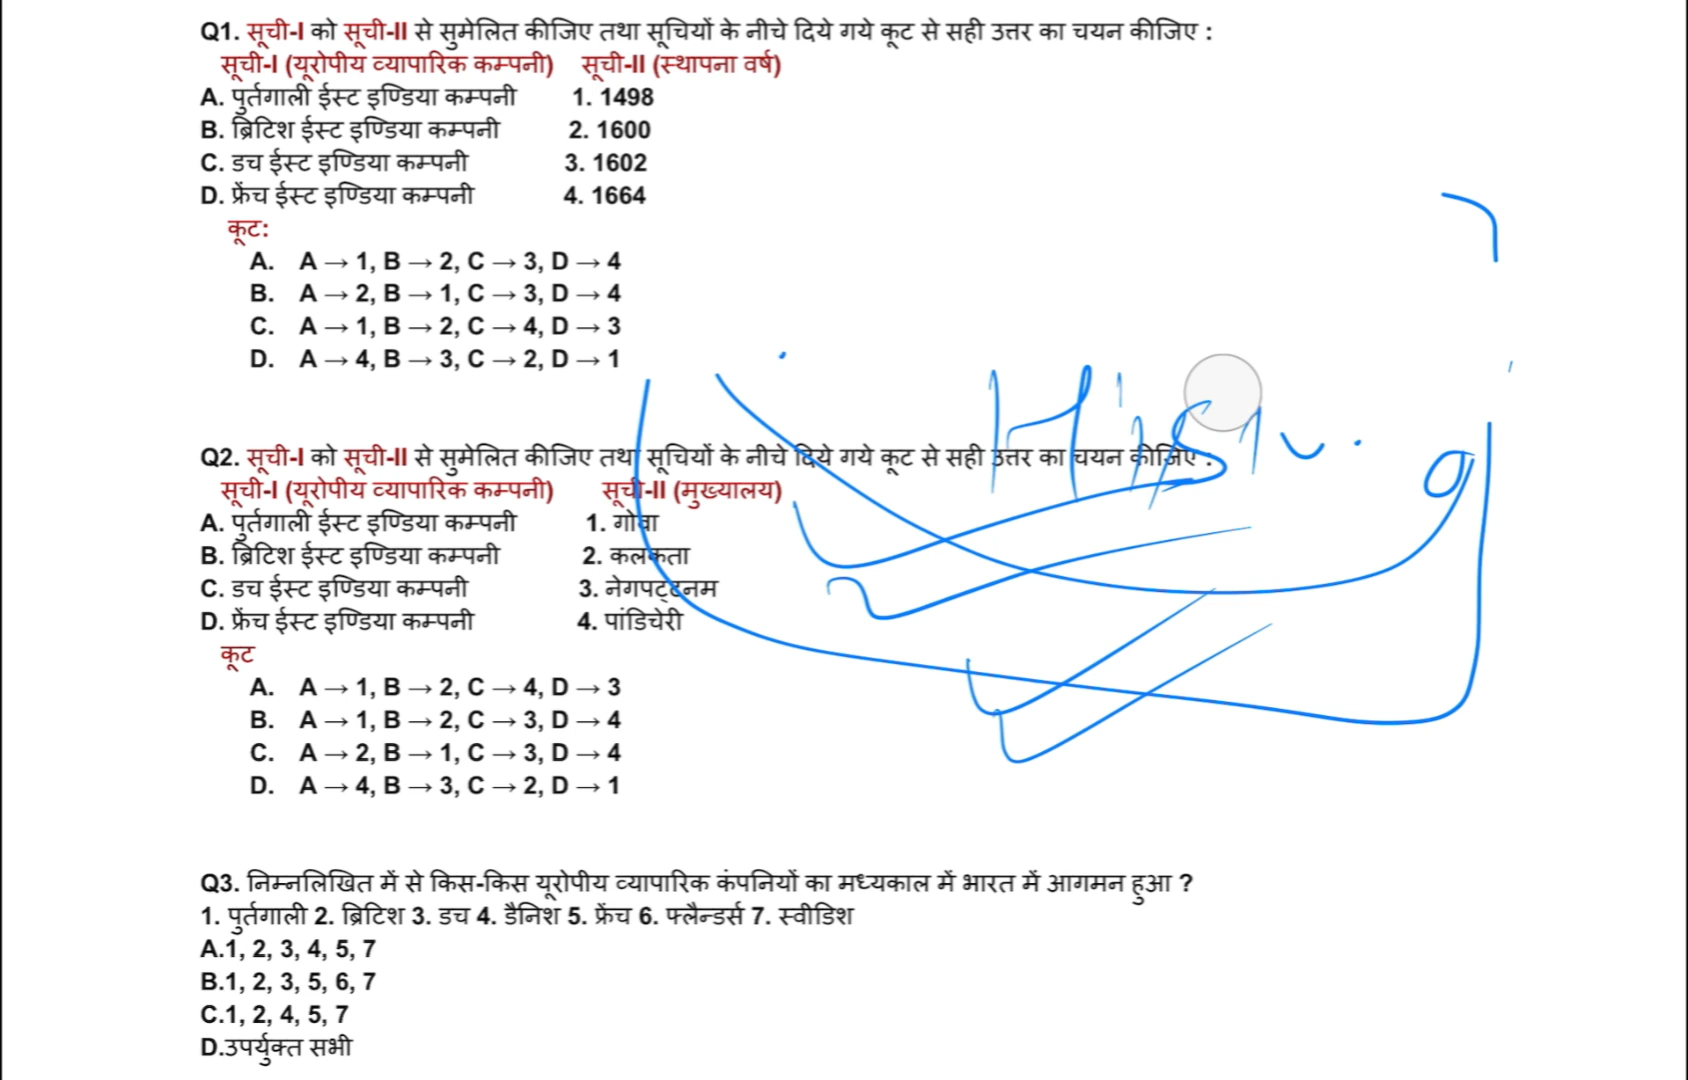 Q1. सूची-I को सूची-II से सुमेलित कीजिए तथा सूचियों के नीचे दिये गये कूट से सही उत्तर का चयन कीजिए :
सूची-I (यूरोपीय व्यापारिक कम्पनी) सूची-II (स्थापना वर्ष)
A. पुर्तगाली ईस्ट इण्डिया कम्पनी 1. 1498
B. ब्रिटिश ईस्ट इण्डिया कम्पनी 2. 1600
C. डच ईस्ट इण्डिया कम्पनी 3. 1602
D. फ्रेंच ईस्ट इण्डिया कम्पनी 4. 1664
कूट:
A. A → 1, B → 2, C → 3, D → 4
B. A → 2, B → 1, C → 3, D → 4
C. A → 1, B → 2, C → 4, D → 3
D. A → 4, B → 3, C → 2, D → 1
Q2. सूची-I को सूची-II से सुमेलित कीजिए तथा सूचियों के नीचे दिये गये कूट से सही उत्तर का चयन कीजिए :
सूची-I (यूरोपीय व्यापारिक कम्पनी) सूची-II (मुख्यालय)
A. पुर्तगाली ईस्ट इण्डिया कम्पनी 1. गोवा
B. ब्रिटिश ईस्ट इण्डिया कम्पनी 2. कलकता
C. डच ईस्ट इण्डिया कम्पनी 3. नेगपट्टनम
D. फ्रेंच ईस्ट इण्डिया कम्पनी 4. पांडिचेरी
कूट
A. A → 1, B → 2, C → 4, D → 3
B. A → 1, B → 2, C → 3, D → 4
C. A → 2, B → 1, C → 3, D → 4
D. A → 4, B → 3, C → 2, D → 1
Q3. निम्नलिखित में से किस-किस यूरोपीय व्यापारिक कंपनियों का मध्यकाल में भारत में आगमन हुआ ?
1. पुर्तगाली 2. ब्रिटिश 3. डच 4. डैनिश 5. फ्रेंच 6. फ्लैन्डर्स 7. स्वीडिश
A.1, 2, 3, 4, 5, 7
B.1, 2, 3, 5, 6, 7
C.1, 2, 4, 5, 7
D.उपर्युक्त सभी